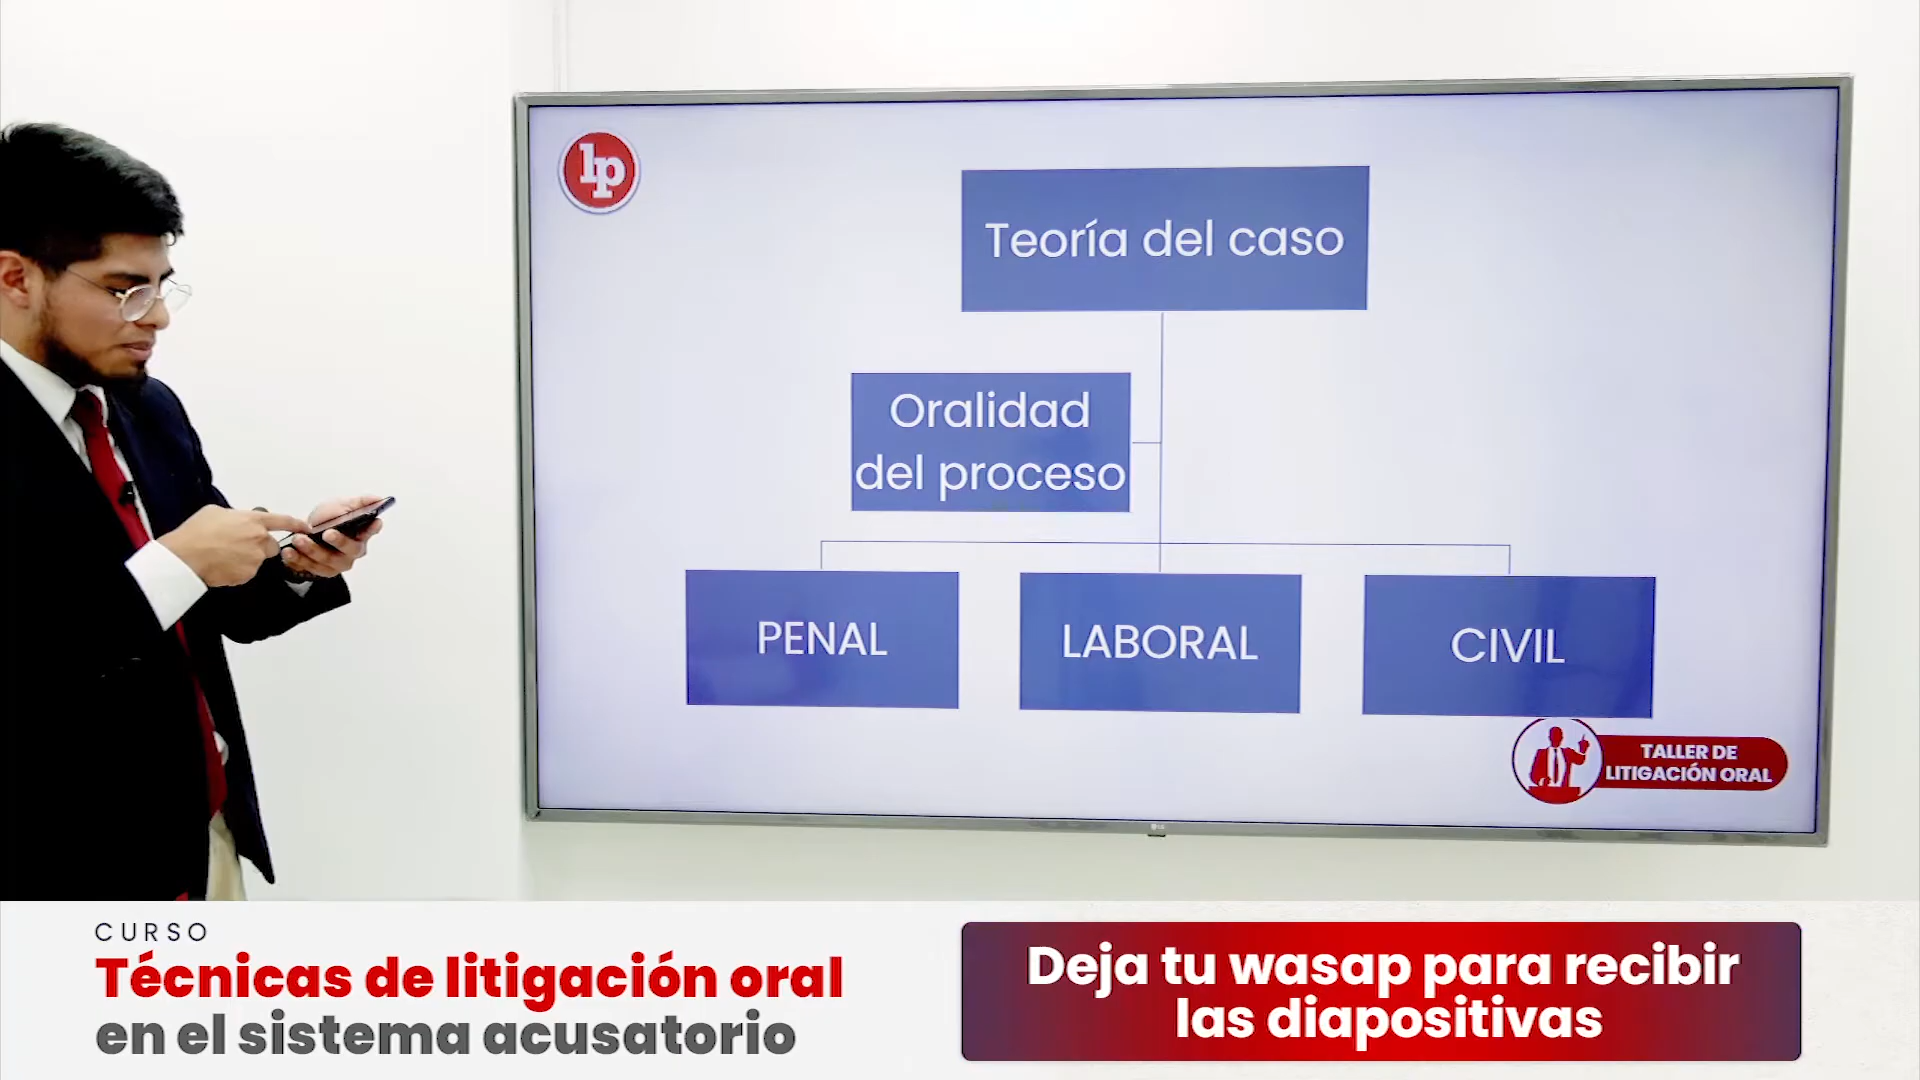 lp
Teoría del caso
Oralidad
del proceso
PENAL
LABORAL
CIVIL
TALLER DE
LITIGACIÓN ORAL
LG
CURSO
Técnicas de litigación oral
en el sistema acusatorio
Deja tu wasap para recibir
las diapositivas